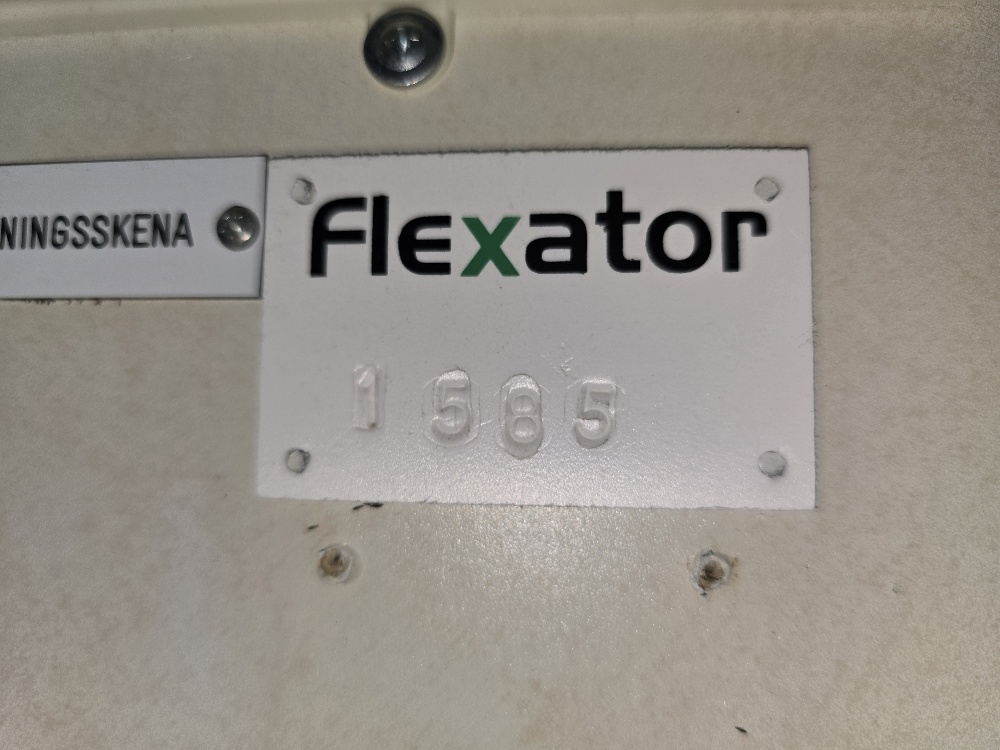 NINGSSKENA
Flexator
1 585